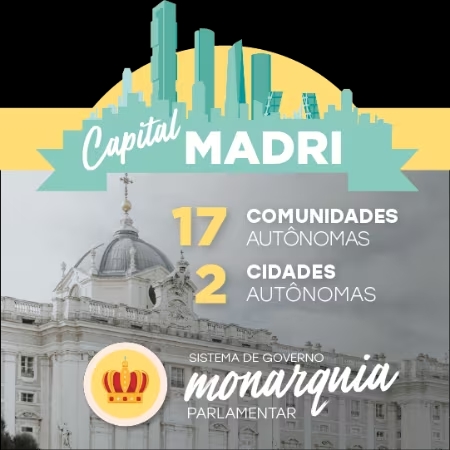 Capital MADRI
17 COMUNIDADES
AUTÔNOMAS
2 CIDADES
AUTÔNOMAS
SISTEMA DE GOVERNO
monarquia
PARLAMENTAR